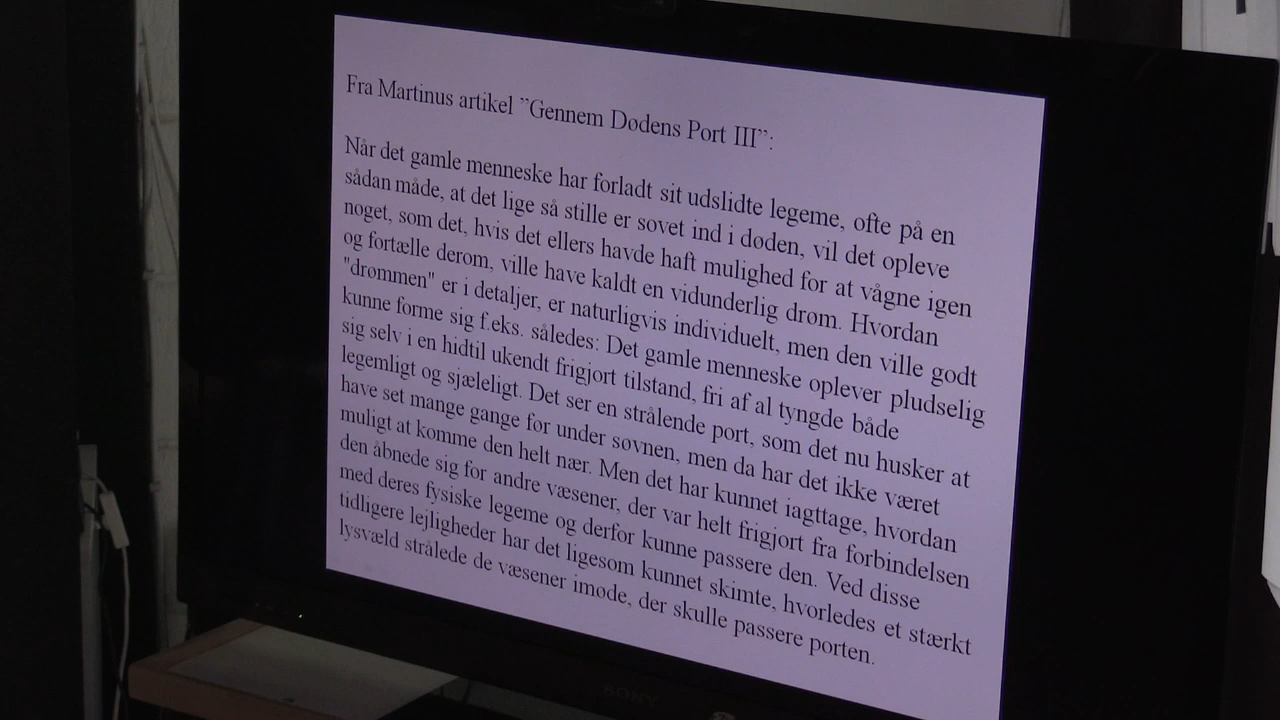 Fra Martinus artikel ”Gennem Dødens Port III”:
Når det gamle menneske har forladt sit udslidte legeme, ofte på en
sådan måde, at det lige så stille er sovet ind i døden, vil det opleve
noget, som det, hvis det ellers havde haft mulighed for at vågne igen
og fortælle derom, ville have kaldt en vidunderlig drøm. Hvordan
"drømmen" er i detaljer, er naturligvis individuelt, men den ville godt
kunne forme sig f.eks. således: Det gamle menneske oplever pludselig
sig selv i en hidtil ukendt frigjort tilstand, fri af al tyngde både
legemligt og sjæleligt. Det ser en strålende port, som det nu husker at
have set mange gange før under søvnen, men da har det ikke været
muligt at komme den helt nær. Men det har kunnet iagttage, hvordan
den åbnede sig for andre væsener, der var helt frigjort fra forbindelsen
med deres fysiske legeme og derfor kunne passere den. Ved disse
tidligere lejligheder har det ligesom kunnet skimte, hvorledes et stærkt
lysvæld strålede de væsener imøde, der skulle passere porten.
SONY